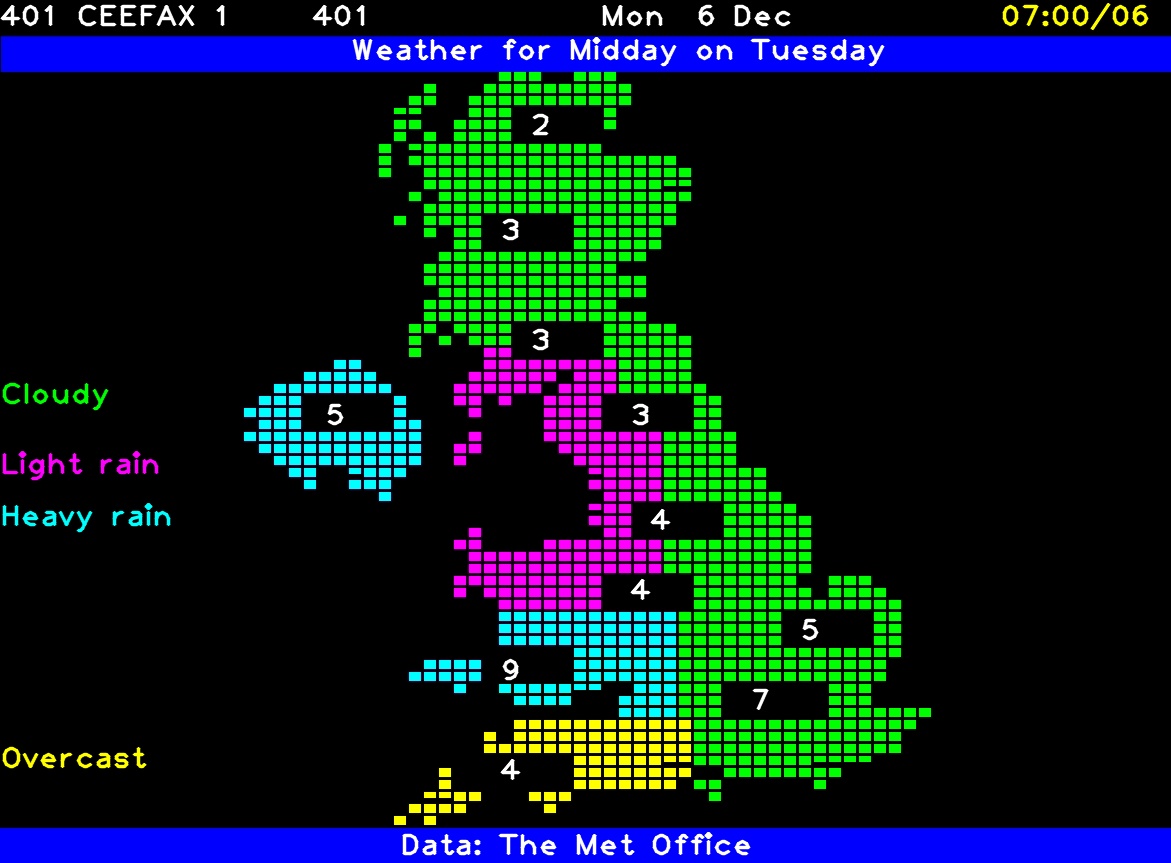 401 CEEFAX 1 401 Mon 6 Dec 07:00/06
Weather for Midday on Tuesday
2
3
3
Cloudy
5
3
Light rain
Heavy rain
4
4
5
9
7
Overcast
4
Data: The Met Office